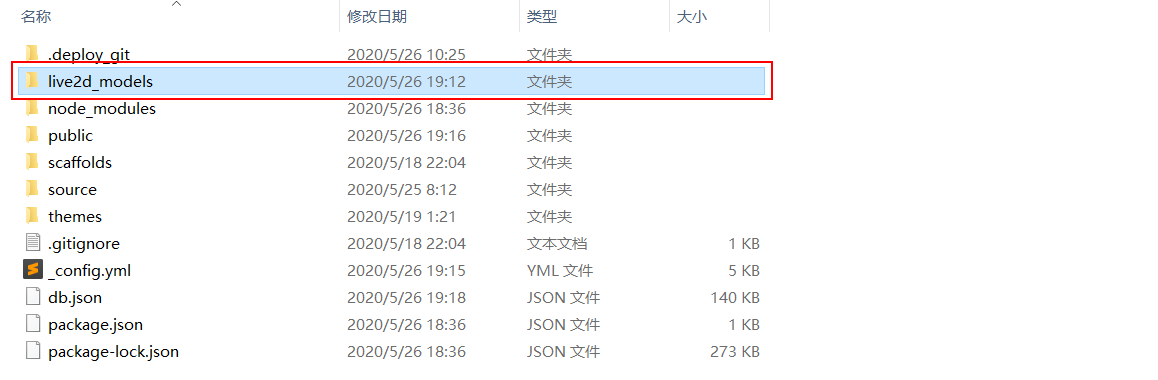 名称 修改日期 类型 大小
.deploy_git 2020/5/26 10:25 文件夹
live2d_models 2020/5/26 19:12 文件夹
node_modules 2020/5/26 18:36 文件夹
public 2020/5/26 19:16 文件夹
scaffolds 2020/5/18 22:04 文件夹
source 2020/5/25 8:12 文件夹
themes 2020/5/19 1:21 文件夹
.gitignore 2020/5/18 22:04 文本文档 1 KB
_config.yml 2020/5/26 19:15 YML 文件 5 KB
db.json 2020/5/26 19:18 JSON 文件 140 KB
package.json 2020/5/26 18:36 JSON 文件 1 KB
package-lock.json 2020/5/26 18:36 JSON 文件 273 KB